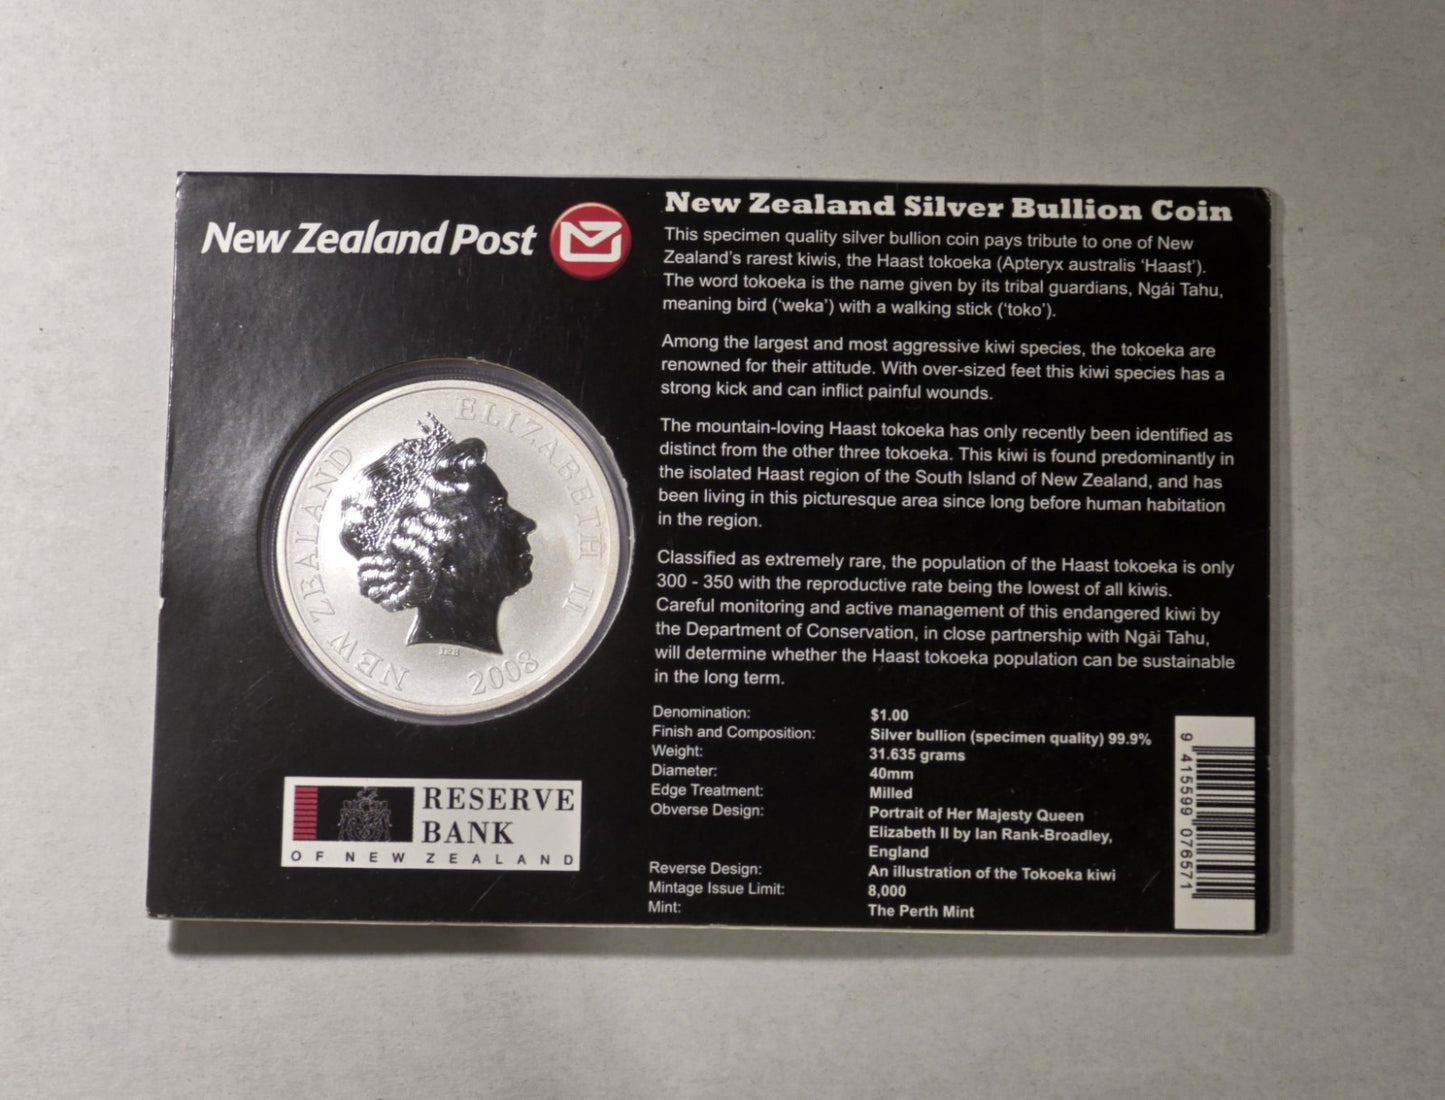 New Zealand Post
ELIZABETH II
NEW ZEALAND
2008
IRB
RESERVE
BANK
OF NEW ZEALAND
New Zealand Silver Bullion Coin
This specimen quality silver bullion coin pays tribute to one of New
Zealand's rarest kiwis, the Haast tokoeka (Apteryx australis ‘Haast’).
The word tokoeka is the name given by its tribal guardians, Ngái Tahu,
meaning bird (‘weka’) with a walking stick (‘toko’).
Among the largest and most aggressive kiwi species, the tokoeka are
renowned for their attitude. With over-sized feet this kiwi species has a
strong kick and can inflict painful wounds.
The mountain-loving Haast tokoeka has only recently been identified as
distinct from the other three tokoeka. This kiwi is found predominantly in
the isolated Haast region of the South Island of New Zealand, and has
been living in this picturesque area since long before human habitation
in the region.
Classified as extremely rare, the population of the Haast tokoeka is only
300 - 350 with the reproductive rate being the lowest of all kiwis.
Careful monitoring and active management of this endangered kiwi by
the Department of Conservation, in close partnership with Ngāi Tahu,
will determine whether the Haast tokoeka population can be sustainable
in the long term.
Denomination: $1.00
Finish and Composition: Silver bullion (specimen quality) 99.9%
Weight: 31.635 grams
Diameter: 40mm
Edge Treatment: Milled
Obverse Design: Portrait of Her Majesty Queen
Elizabeth II by Ian Rank-Broadley,
England
Reverse Design: An illustration of the Tokoeka kiwi
Mintage Issue Limit: 8,000
Mint: The Perth Mint
9 415599 076571